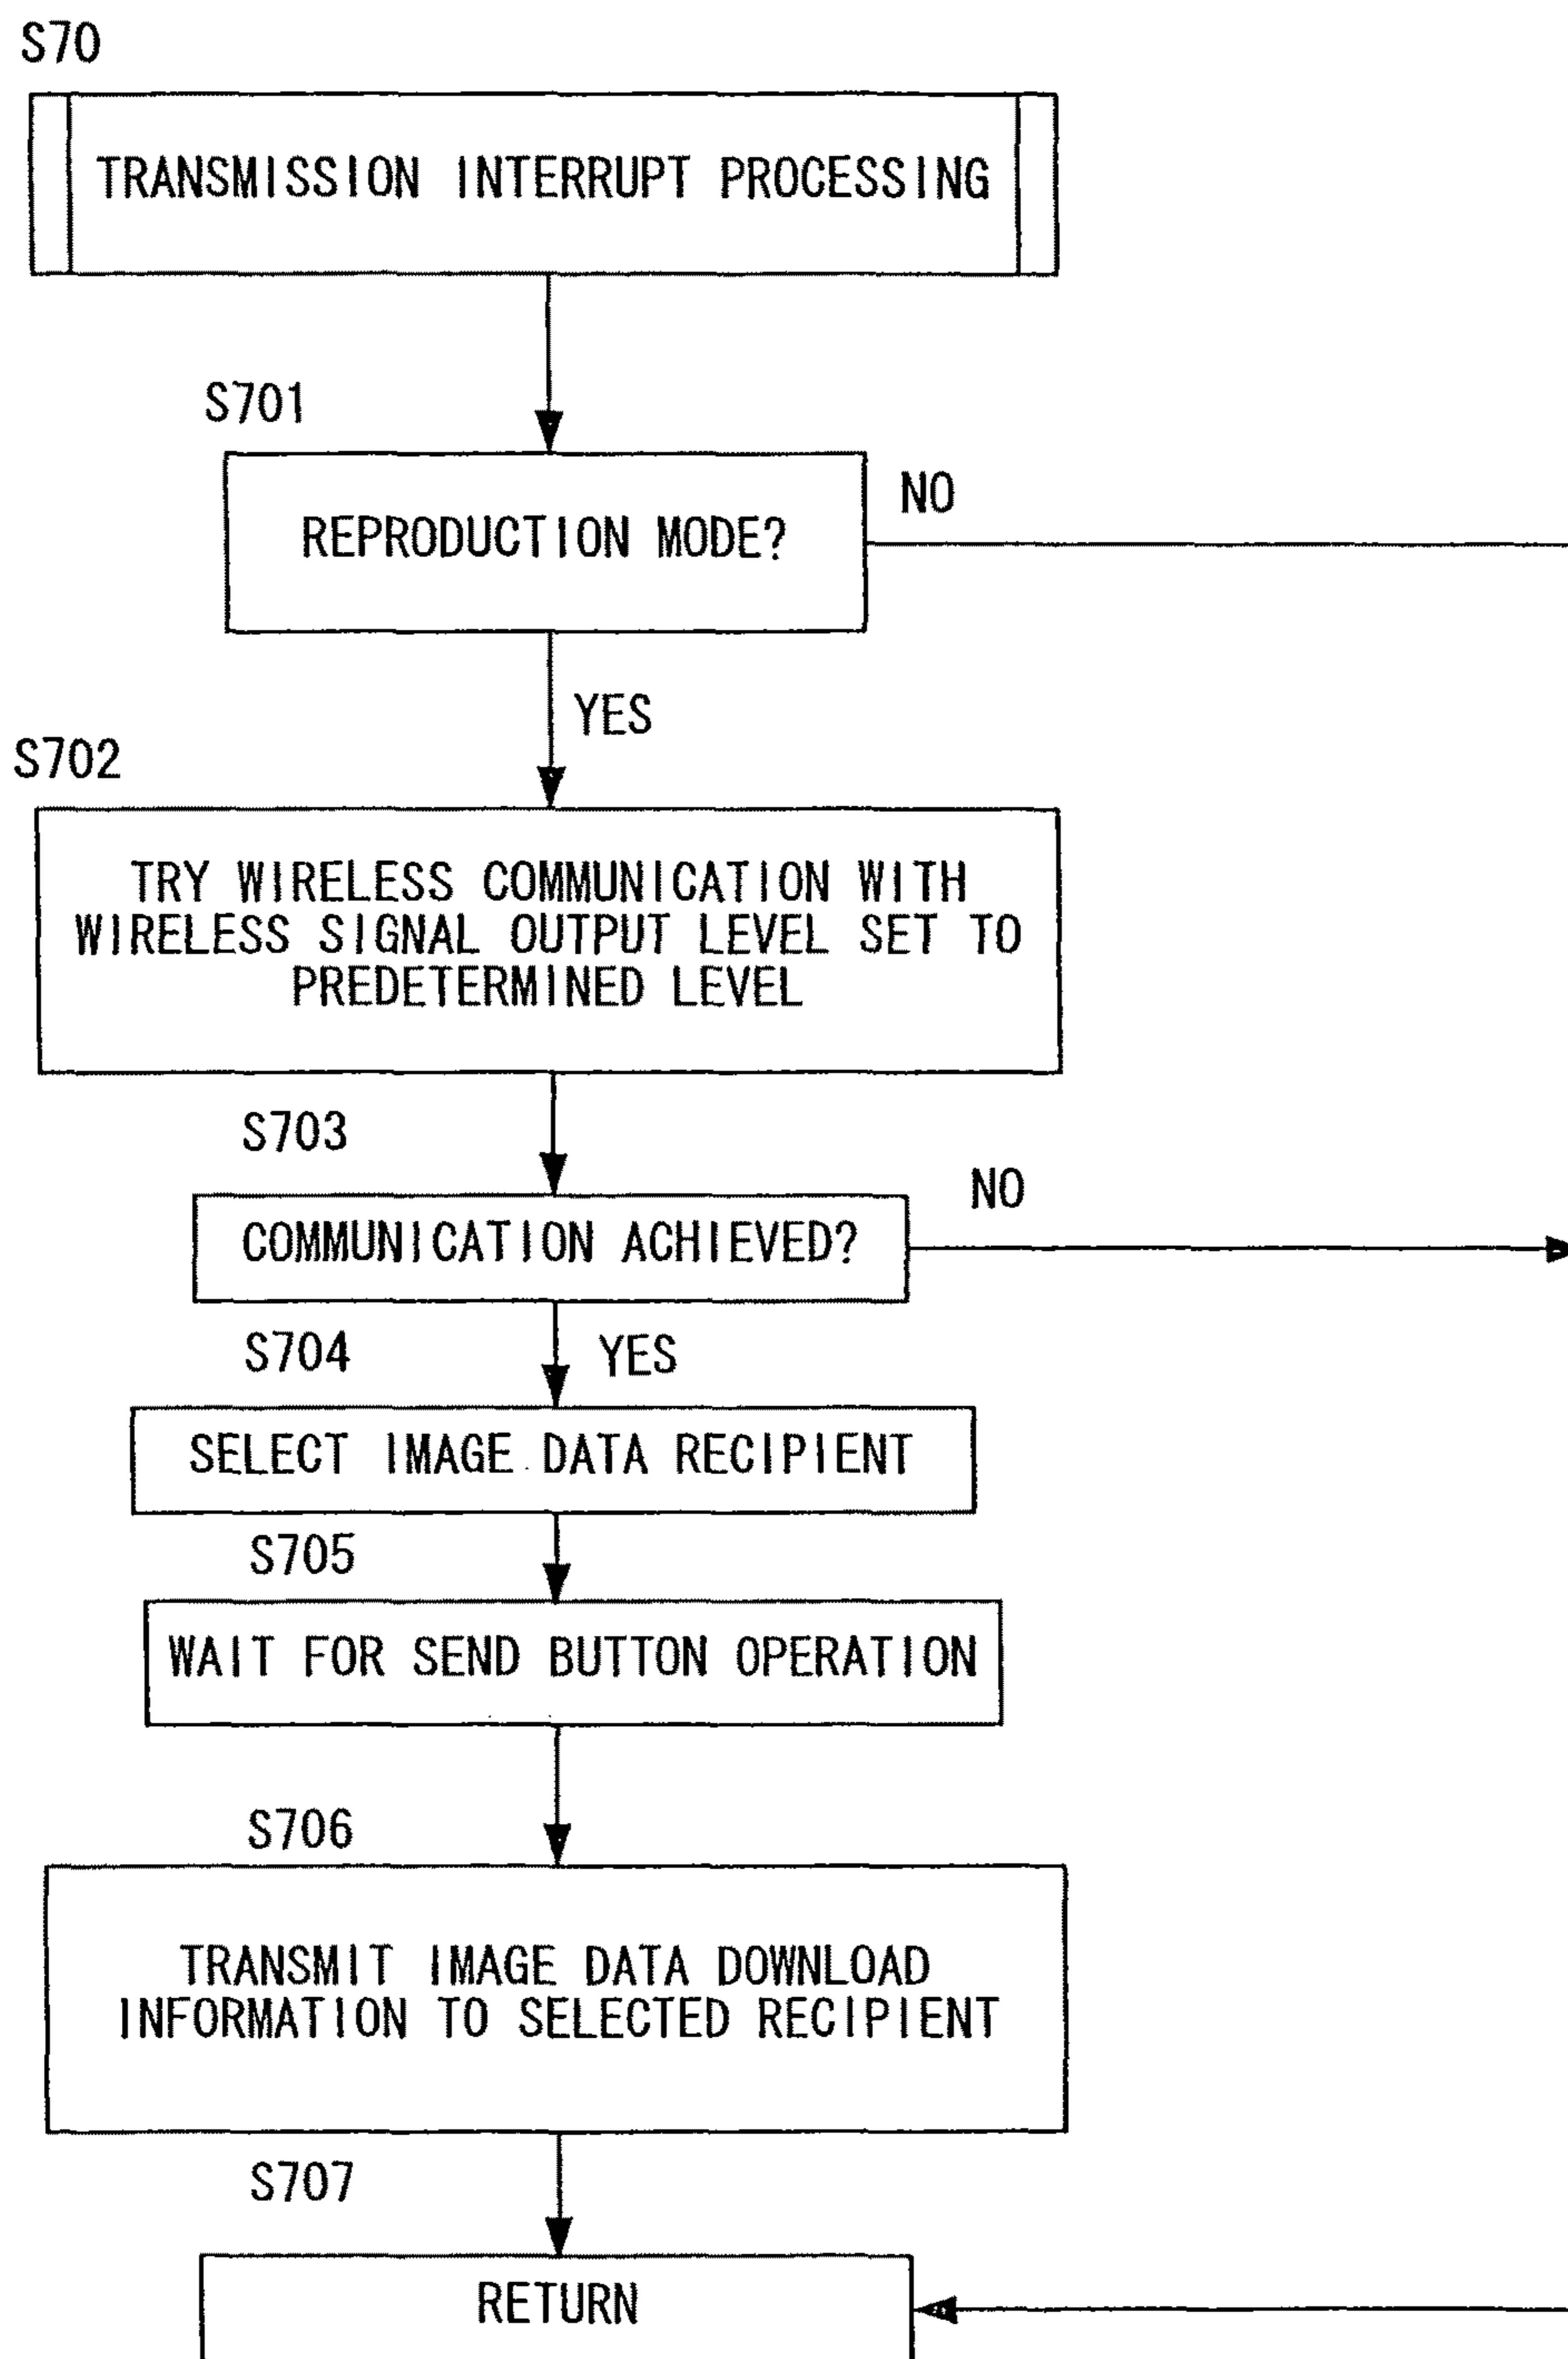 S70
TRANSMISSION INTERRUPT PROCESSING
S701
REPRODUCTION MODE?
NO
YES
S702
TRY WIRELESS COMMUNICATION WITH
WIRELESS SIGNAL OUTPUT LEVEL SET TO
PREDETERMINED LEVEL
S703
COMMUNICATION ACHIEVED?
NO
S704
YES
SELECT IMAGE DATA RECIPIENT
S705
WAIT FOR SEND BUTTON OPERATION
S706
TRANSMIT IMAGE DATA DOWNLOAD
INFORMATION TO SELECTED RECIPIENT
S707
RETURN